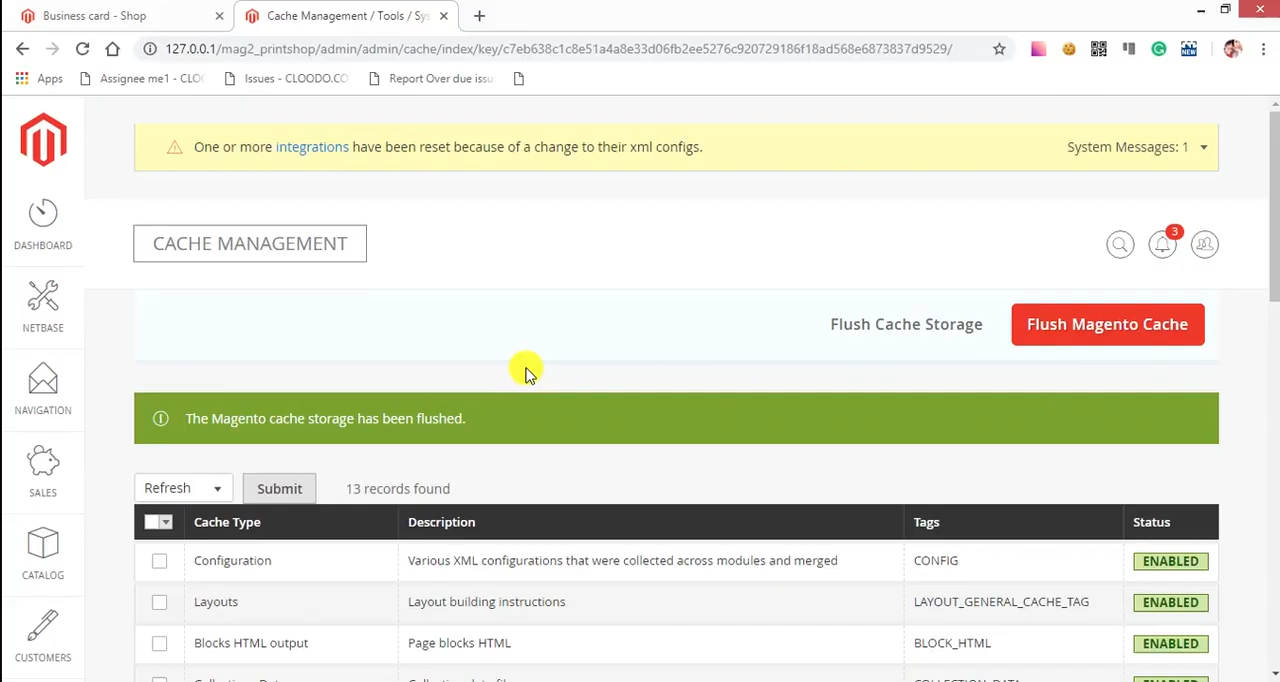 Business card - Shop
Cache Management / Tools / Sys
127.0.0.1/mag2_printshop/admin/admin/cache/index/key/c7eb638c1c8e51a4a8e33d06fb2ee5276c920729186f18ad568e6873837d9529/
NEW
Apps
Assignee me1 - CLO
Issues - CLOODO.CO
Report Over due issu
One or more integrations have been reset because of a change to their xml configs.
System Messages: 1
CACHE MANAGEMENT
3
DASHBOARD
NETBASE
NAVIGATION
SALES
CATALOG
CUSTOMERS
Flush Cache Storage
Flush Magento Cache
The Magento cache storage has been flushed.
Refresh
Submit
13 records found
Cache Type Description Tags Status
Configuration Various XML configurations that were collected across modules and merged CONFIG ENABLED
Layouts Layout building instructions LAYOUT_GENERAL_CACHE_TAG ENABLED
Blocks HTML output Page blocks HTML BLOCK_HTML ENABLED